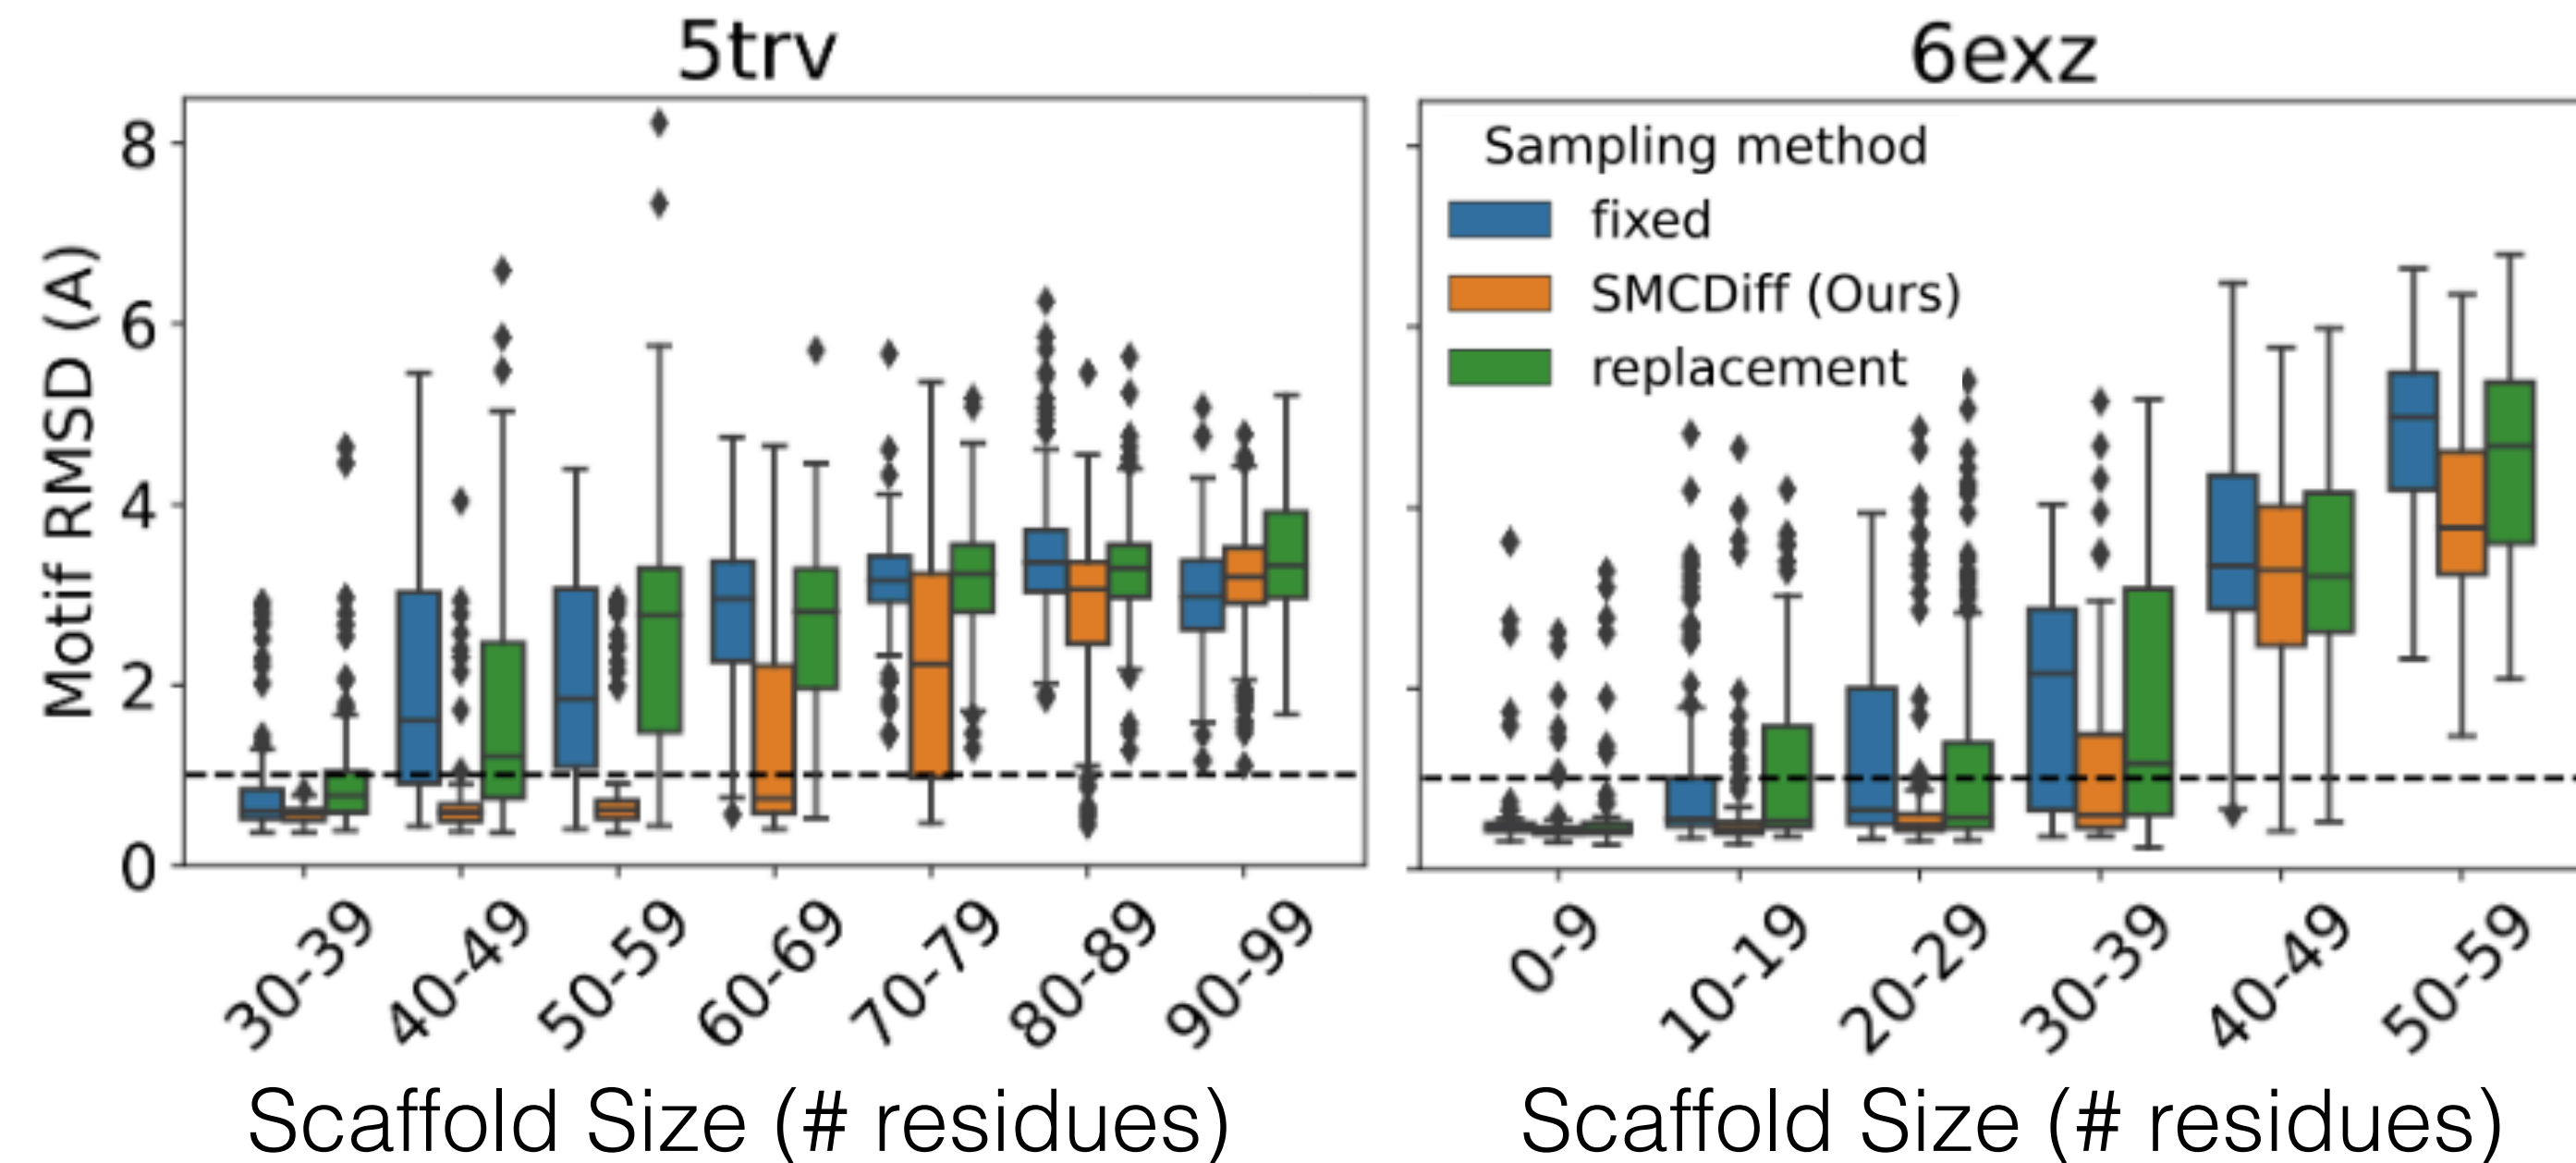 5trv
6exz
Motif RMSD (A)
8
6
4
2
0
Sampling method
fixed
SMCDiff (Ours)
replacement
30-39
40-49
50-59
60-69
70-79
80-89
90-99
0-9
10-19
20-29
30-39
40-49
50-59
Scaffold Size (# residues)
Scaffold Size (# residues)